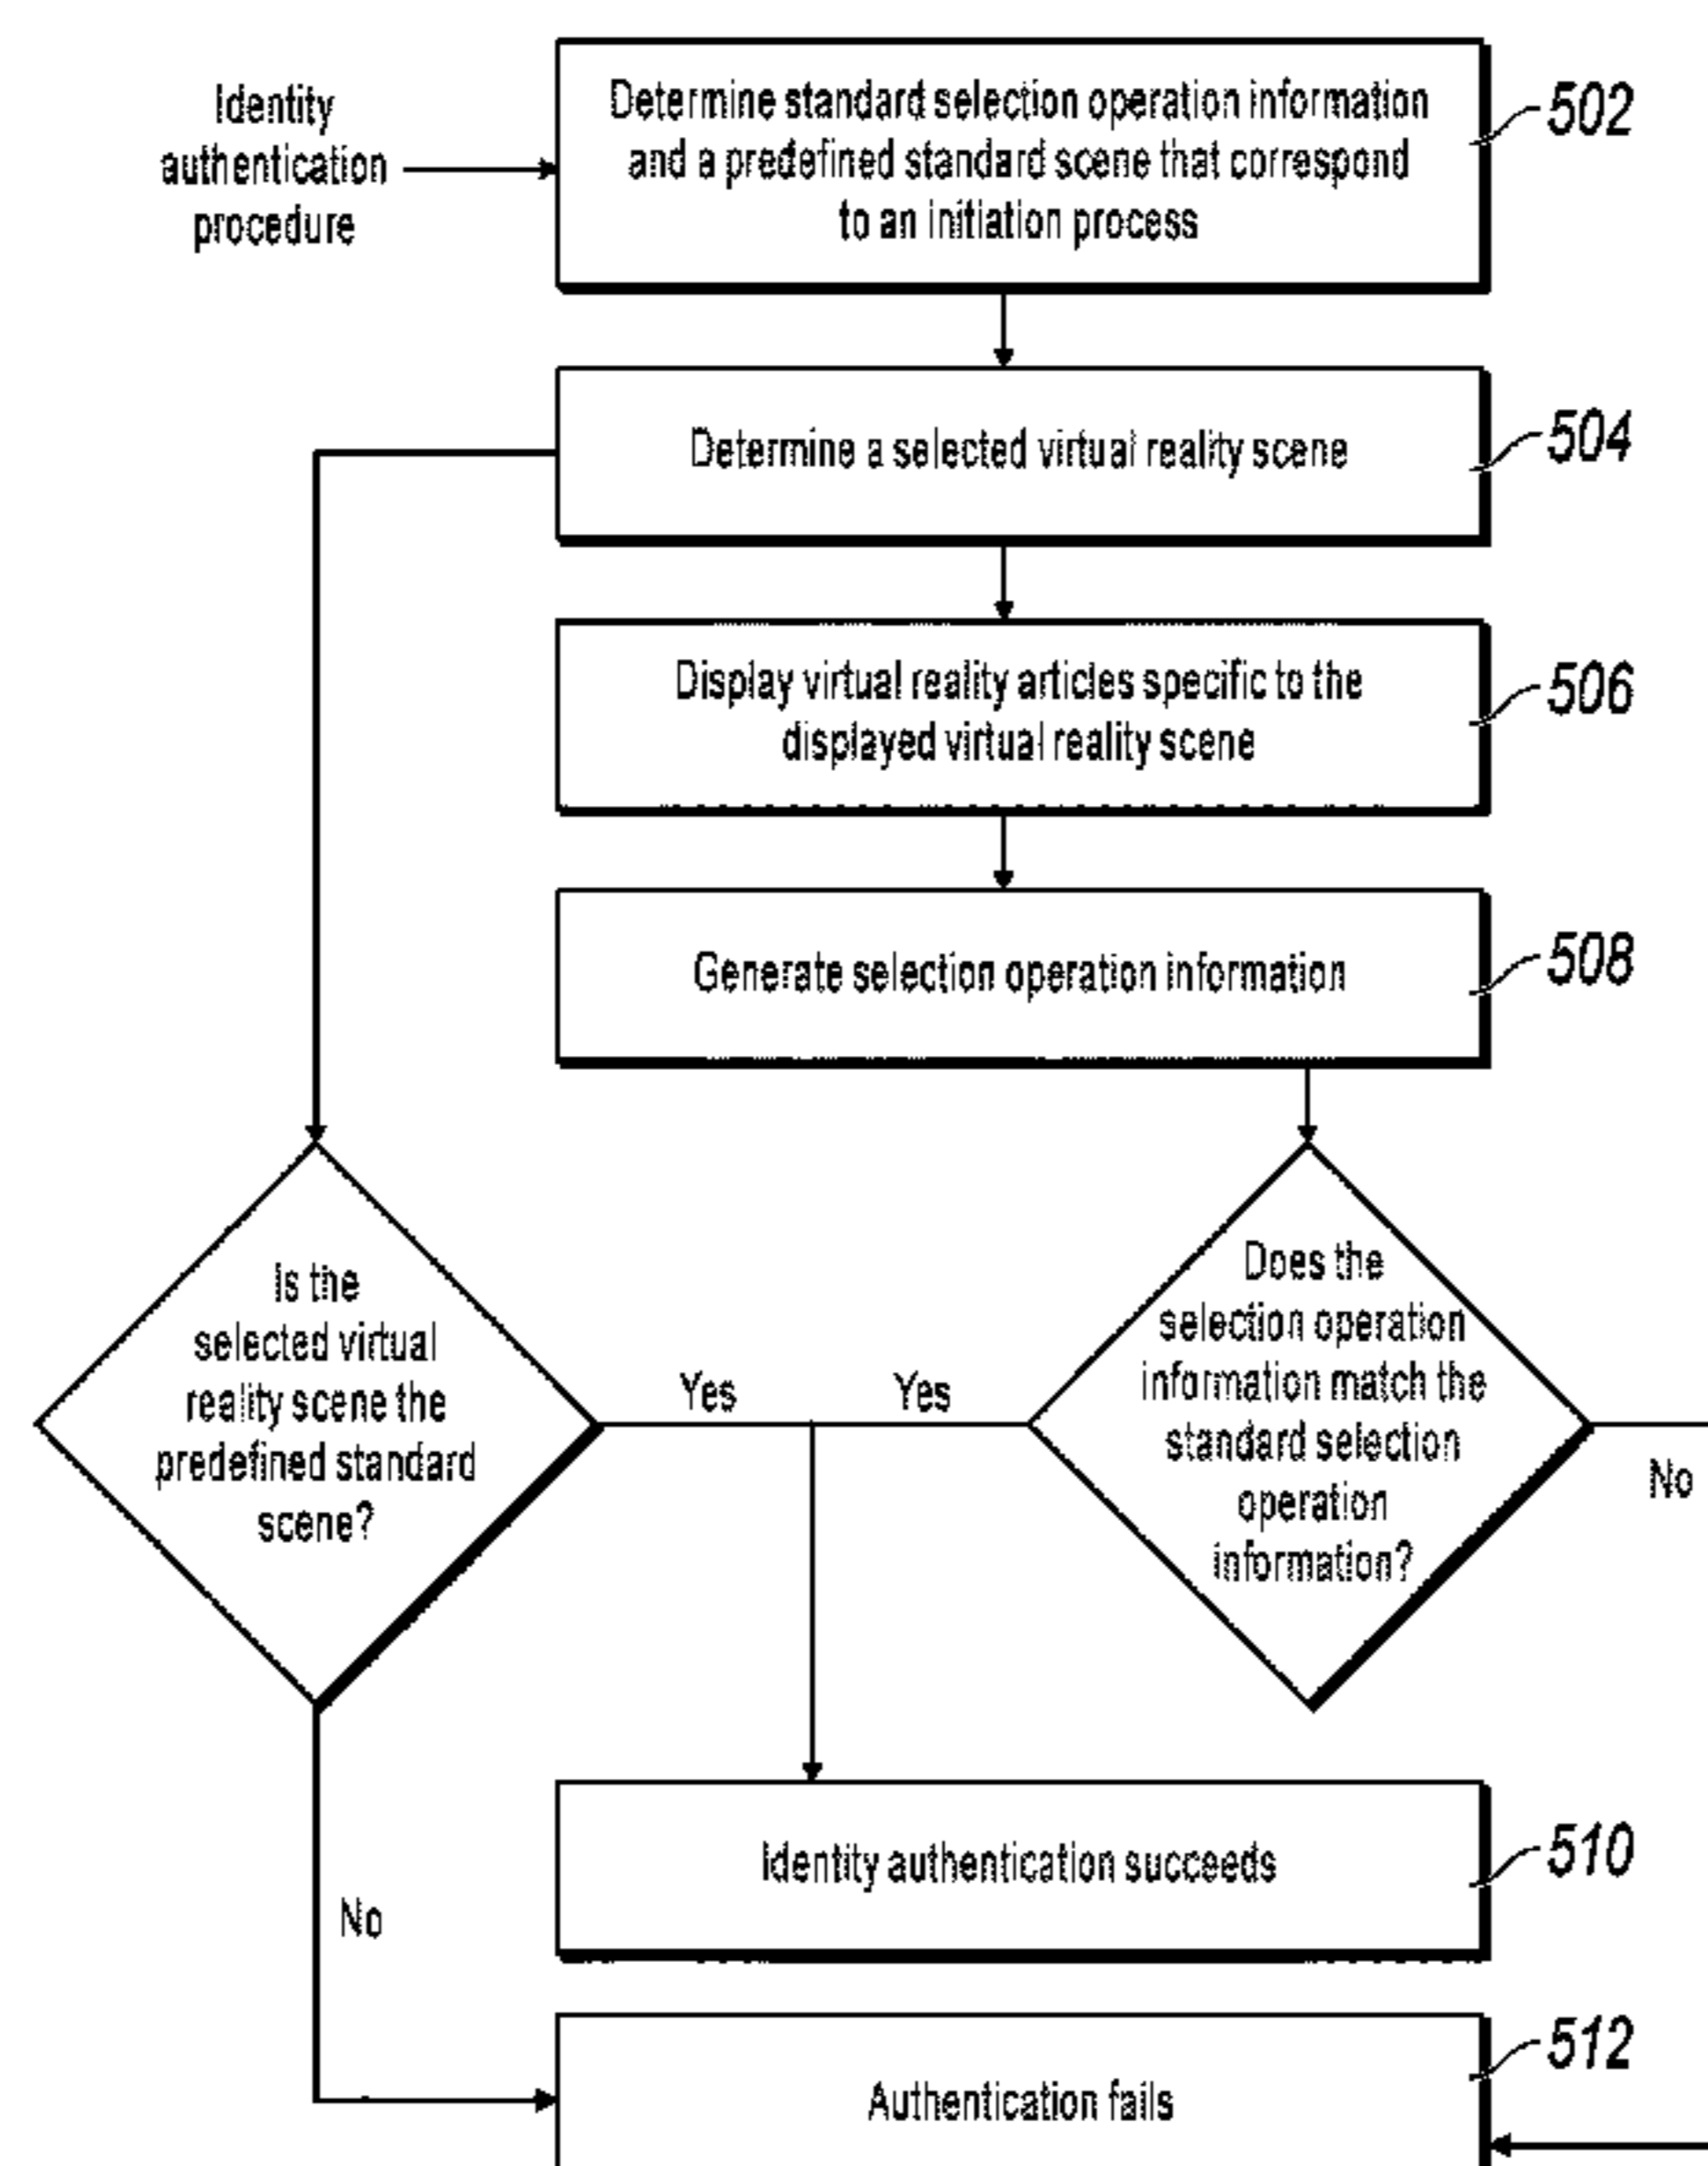 Identity
authentication
procedure
Determine standard selection operation information
and a predefined standard scene that correspond
to an initiation process
502
Determine a selected virtual reality scene
504
Display virtual reality articles specific to the
displayed virtual reality scene
506
Generate selection operation information
508
Is the
selected virtual
reality scene the
predefined standard
scene?
Yes
Yes
Does the
selection operation
information match the
standard selection
operation
information?
No
Identity authentication succeeds
510
No
Authentication fails
512